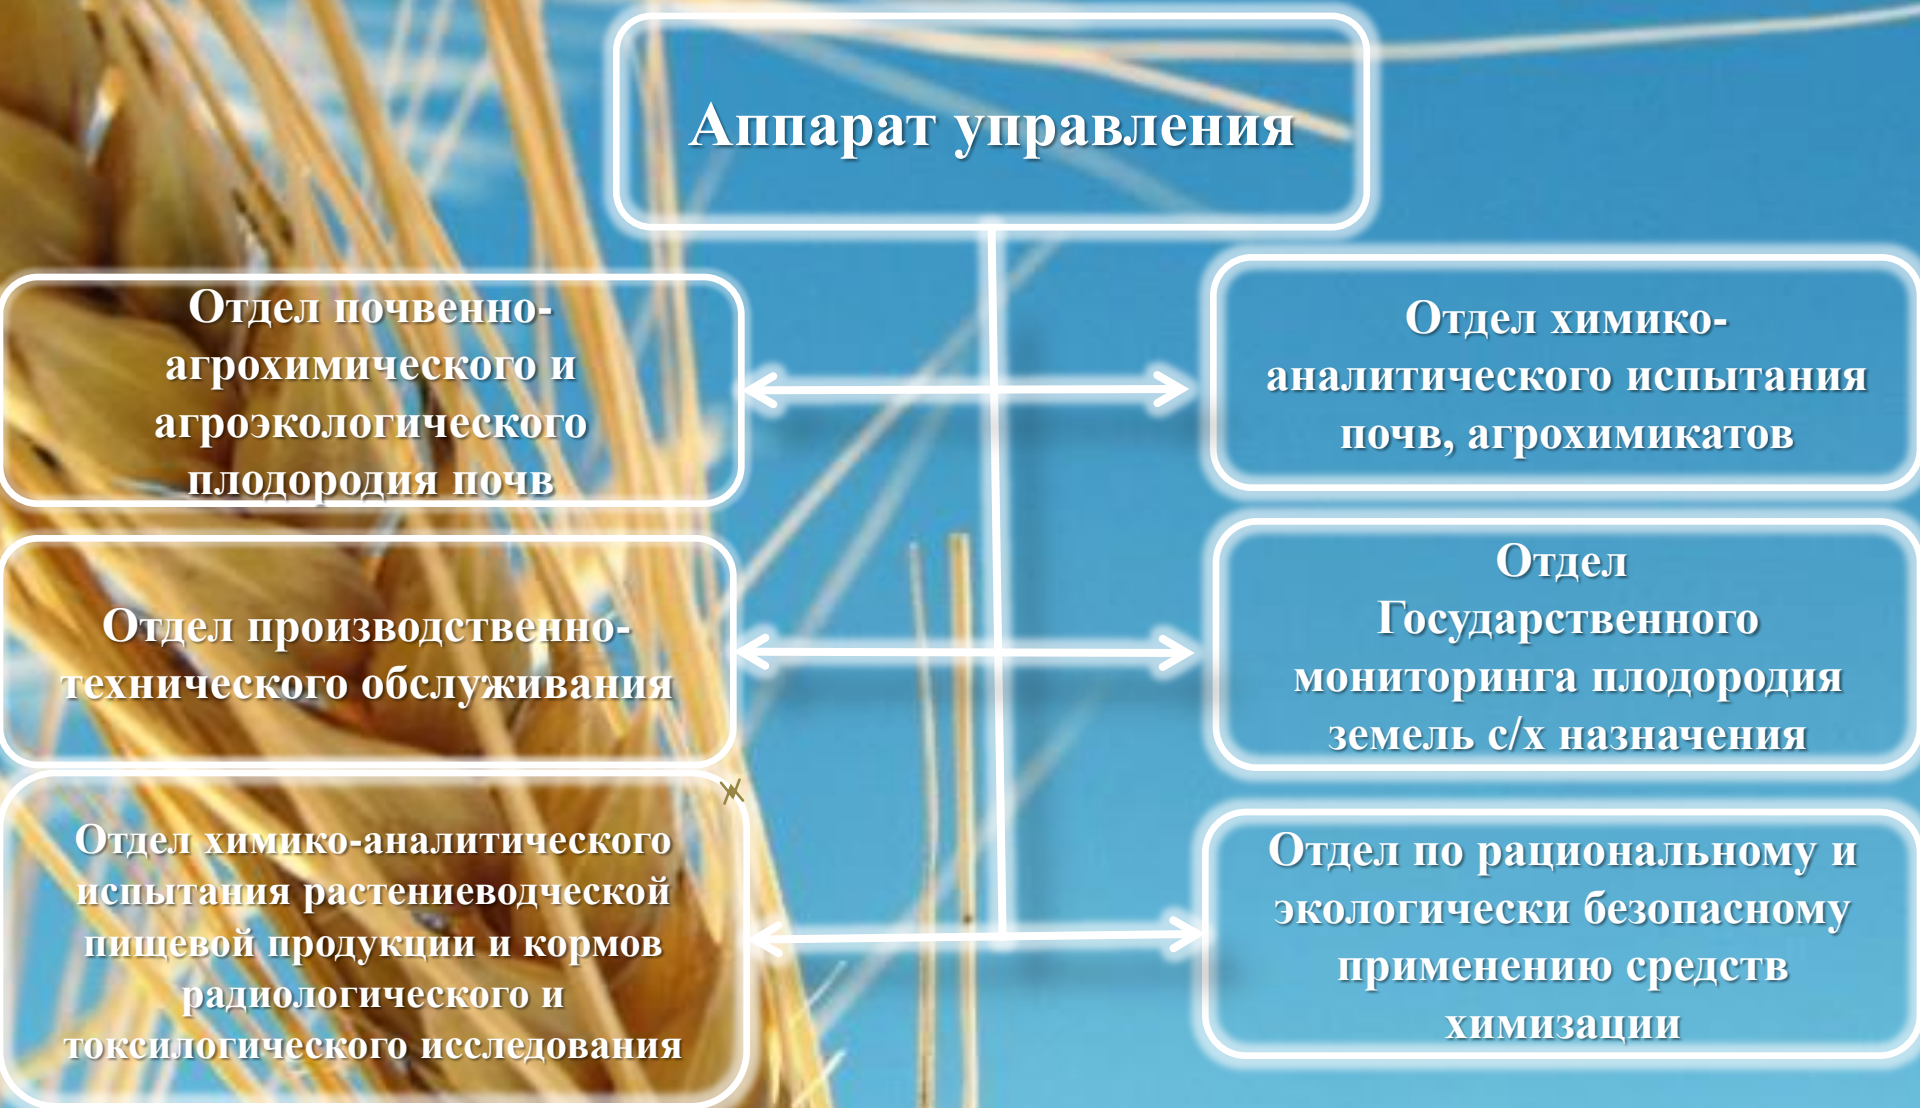 Аппарат управления
Отдел почвенно-
агрохимического и
агроэкологического
плодородия почв
Отдел химико-
аналитического испытания
почв, агрохимикатов
Отдел производственно-
технического обслуживания
Отдел
Государственного
мониторинга плодородия
земель с/х назначения
Отдел химико-аналитического
испытания растениеводческой
пищевой продукции и кормов
радиологического и
токсилогического исследования
Отдел по рациональному и
экологически безопасному
применению средств
химизации